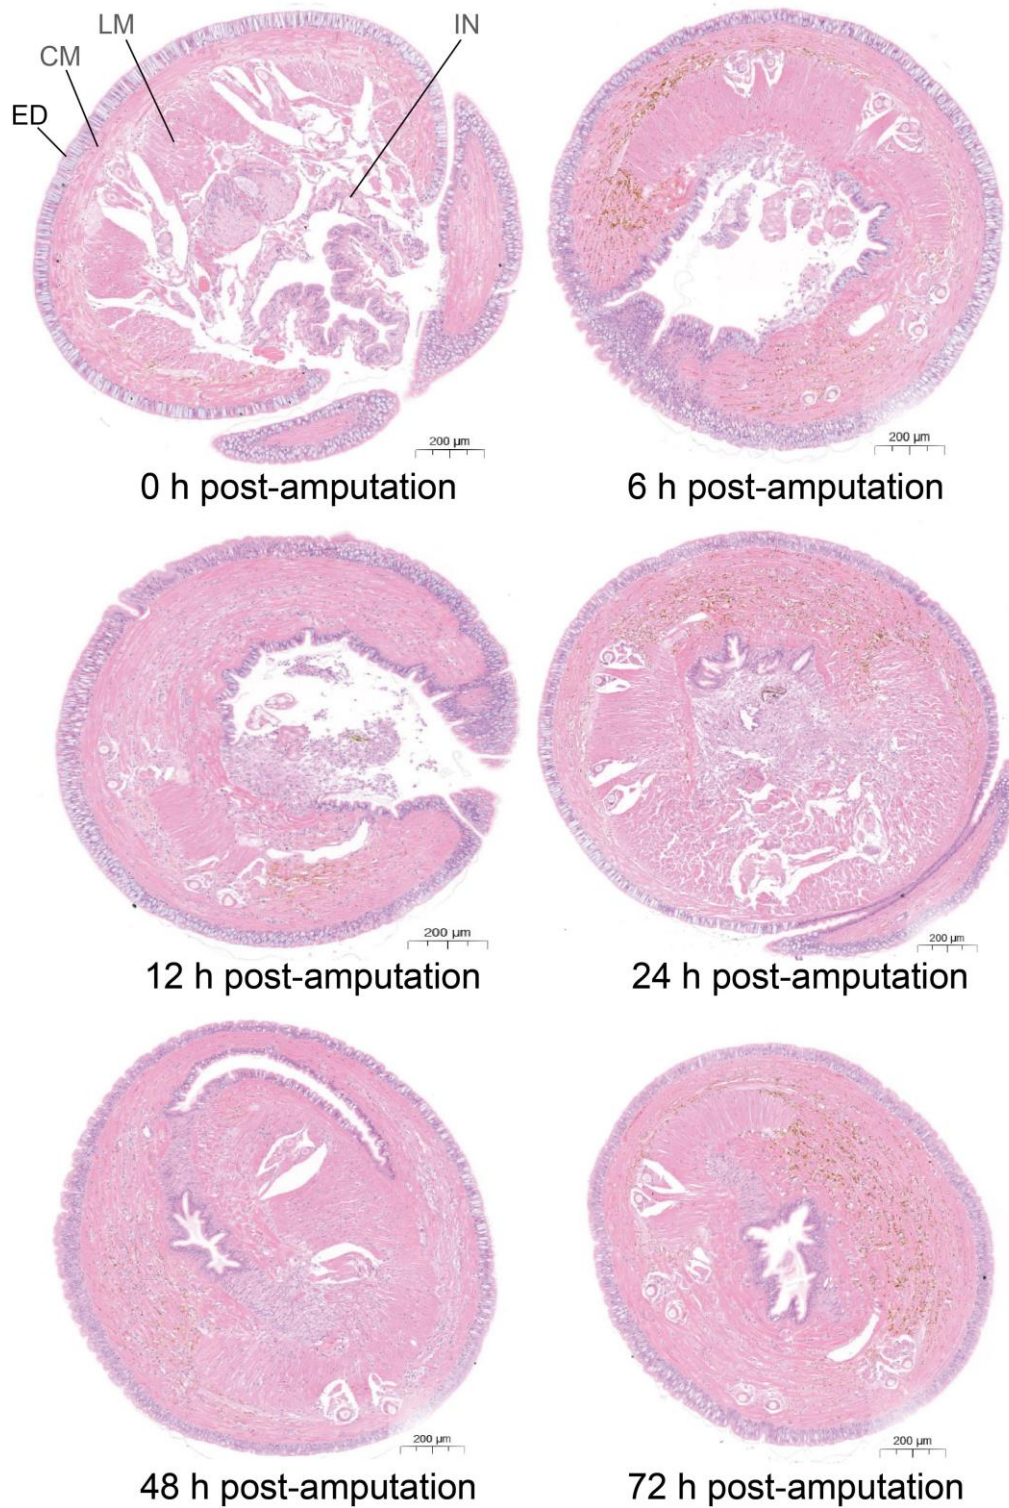 LM
IN
CM
ED
200 µm
200 µm
0 h post-amputation
6 h post-amputation
200 µm
200 µm
12 h post-amputation
24 h post-amputation
200 µm
200 µm
48 h post-amputation
72 h post-amputation